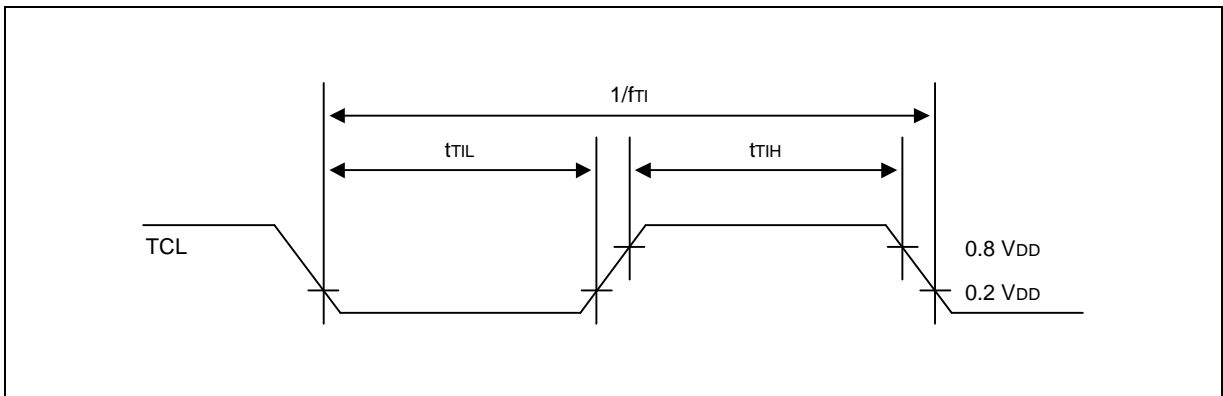 1/fTI
tTIL
tTIH
TCL
0.8 VDD
0.2 VDD